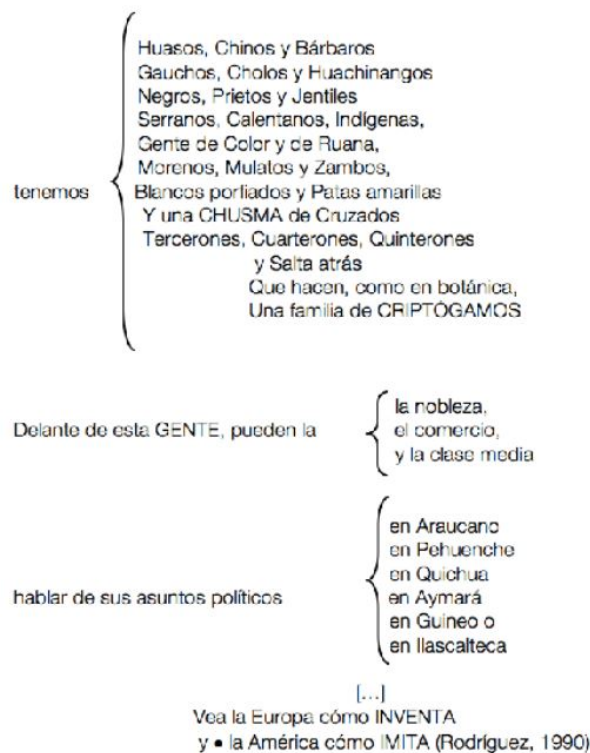 Huasos, Chinos y Bárbaros
Gauchos, Cholos y Huachinangos
Negros, Prietos y Jentiles
Serranos, Calentanos, Indígenas,
Gente de Color y de Ruana,
Morenos, Mulatos y Zambos,
tenemos
Blancos porfiados y Patas amarillas
Y una CHUSMA de Cruzados
Tercerones, Cuarterones, Quinterones
y Salta atrás
Que hacen, como en botánica,
Una familia de CRIPTÓGAMOS
la nobleza,
Delante de esta GENTE, pueden la
el comercio,
y la clase media
en Araucano
en Pehuenche
en Quichua
hablar de sus asuntos políticos
en Aymará
en Guineo o
en Ilascalteca
[...]
Vea la Europa cómo INVENTA
y • la América cómo IMITA (Rodríguez, 1990)